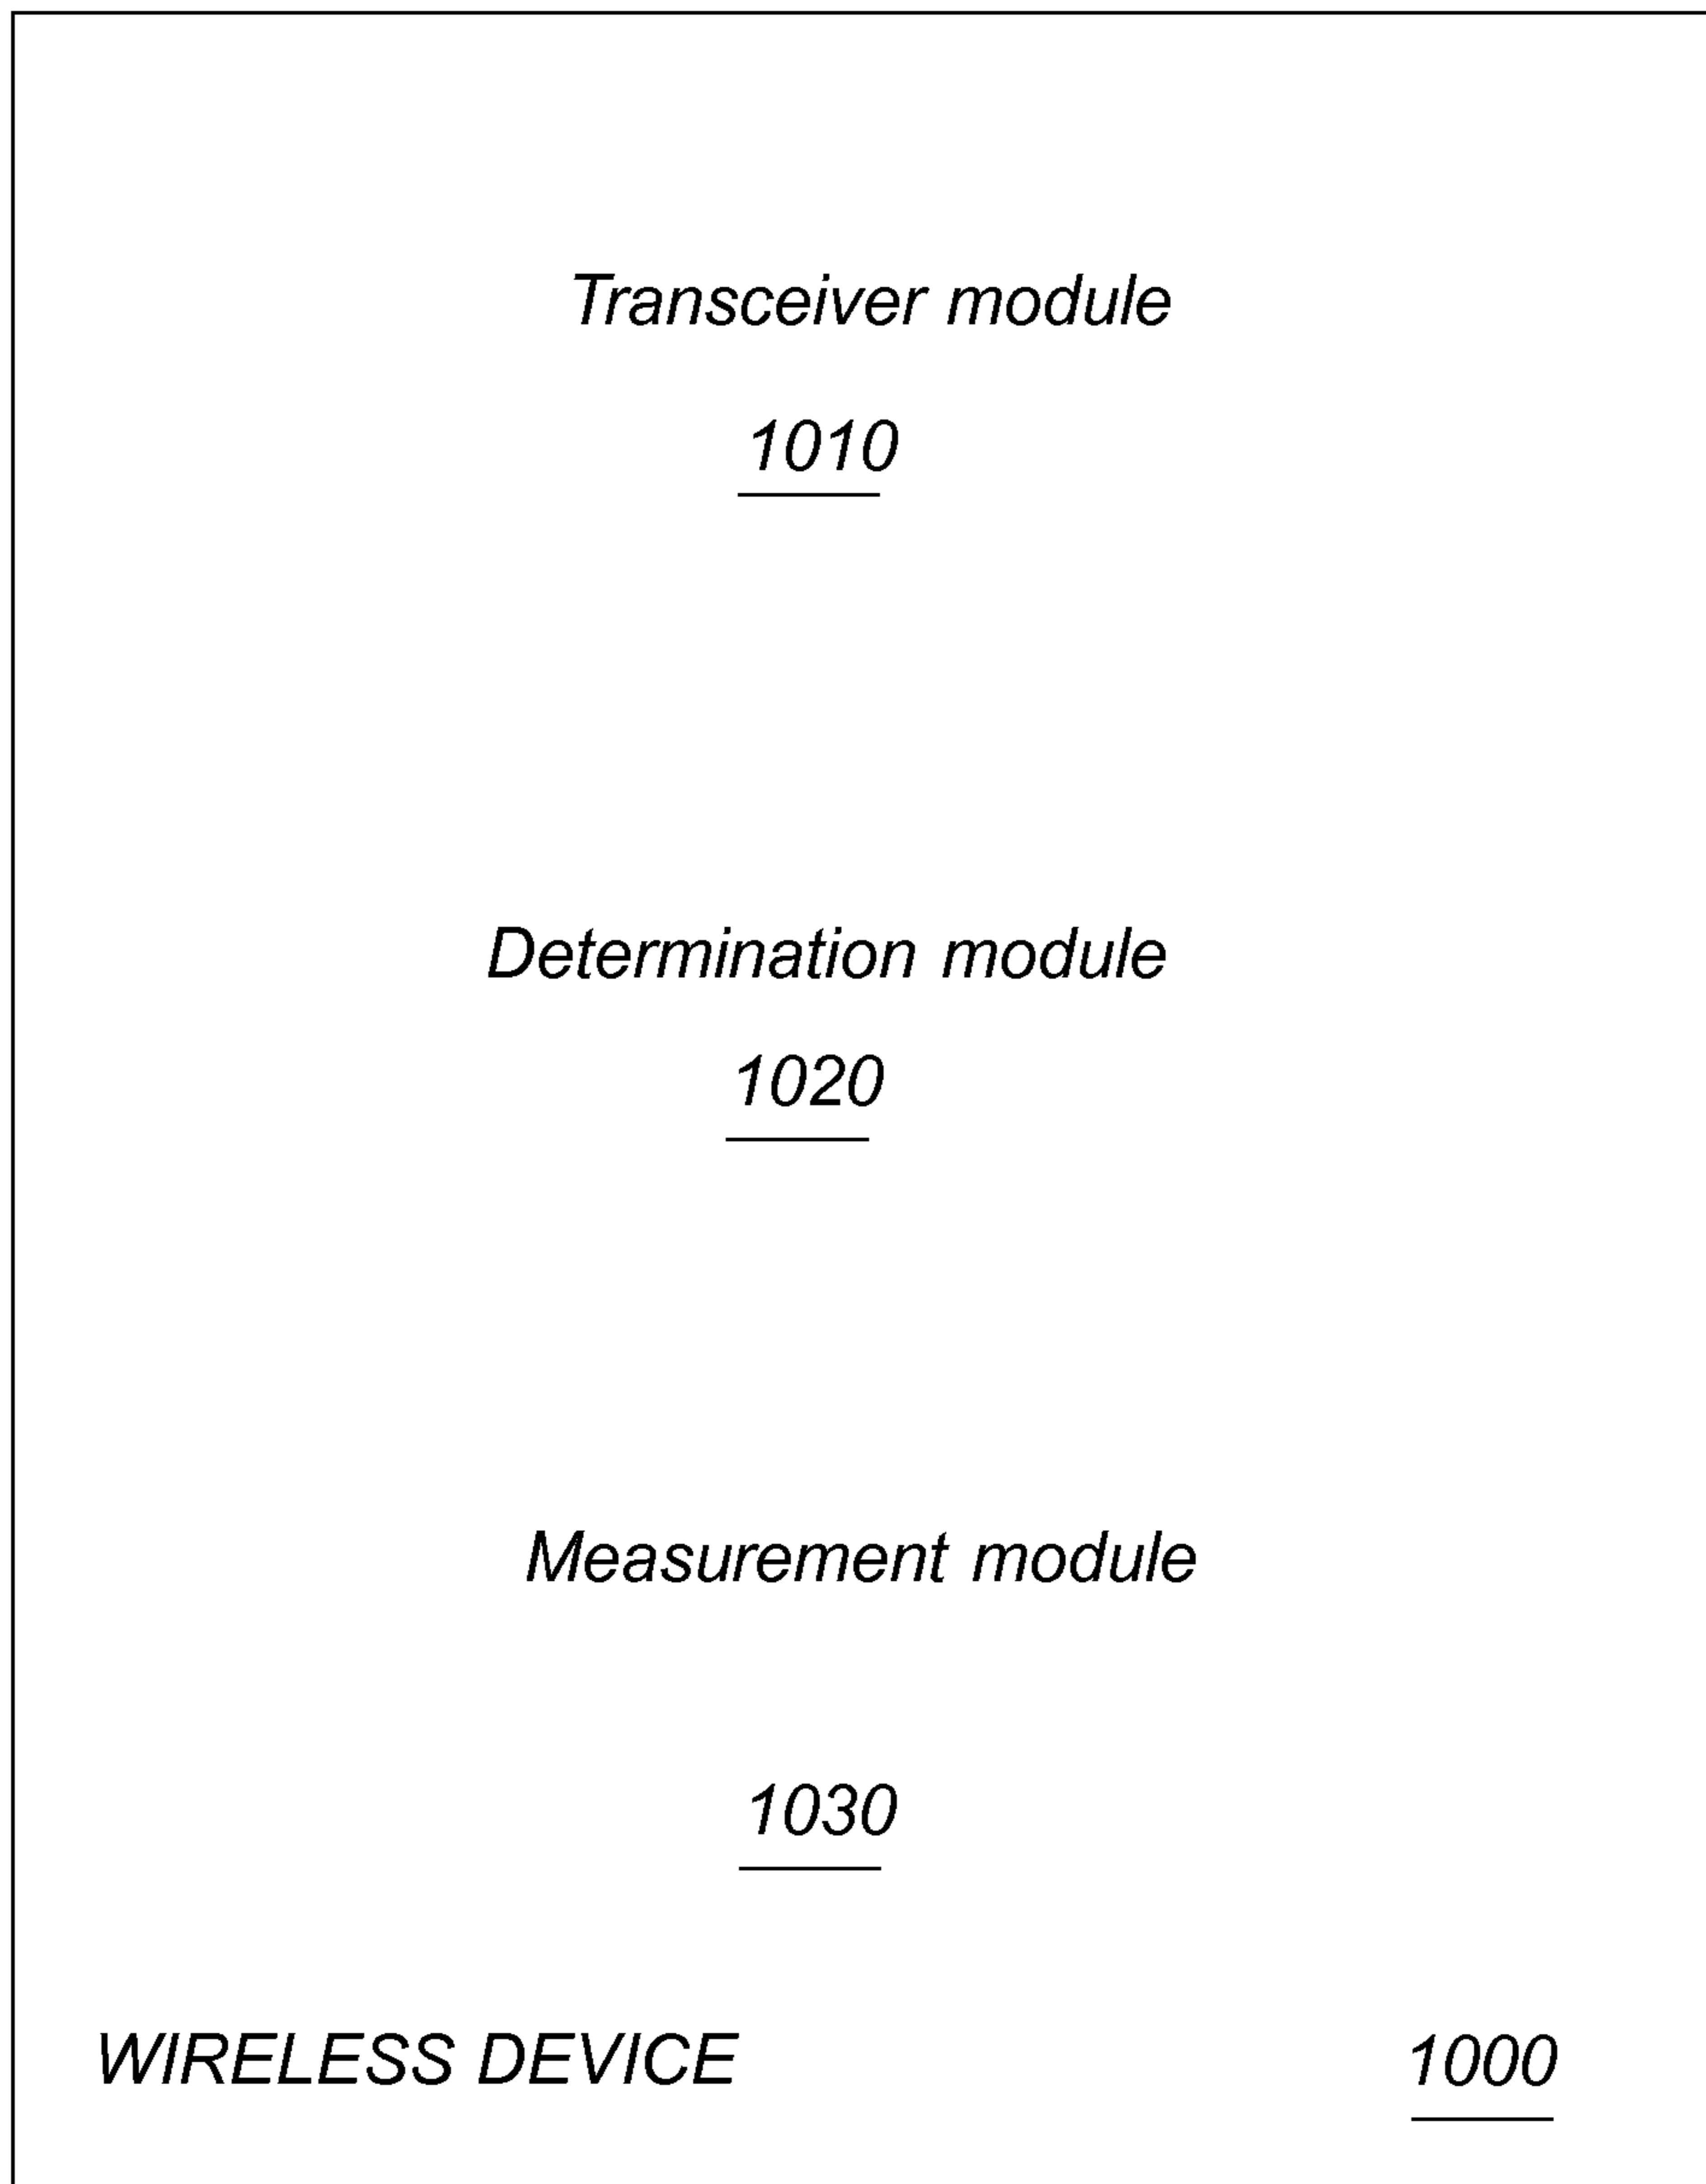 Transceiver module
1010
Determination module
1020
Measurement module
1030
WIRELESS DEVICE 1000